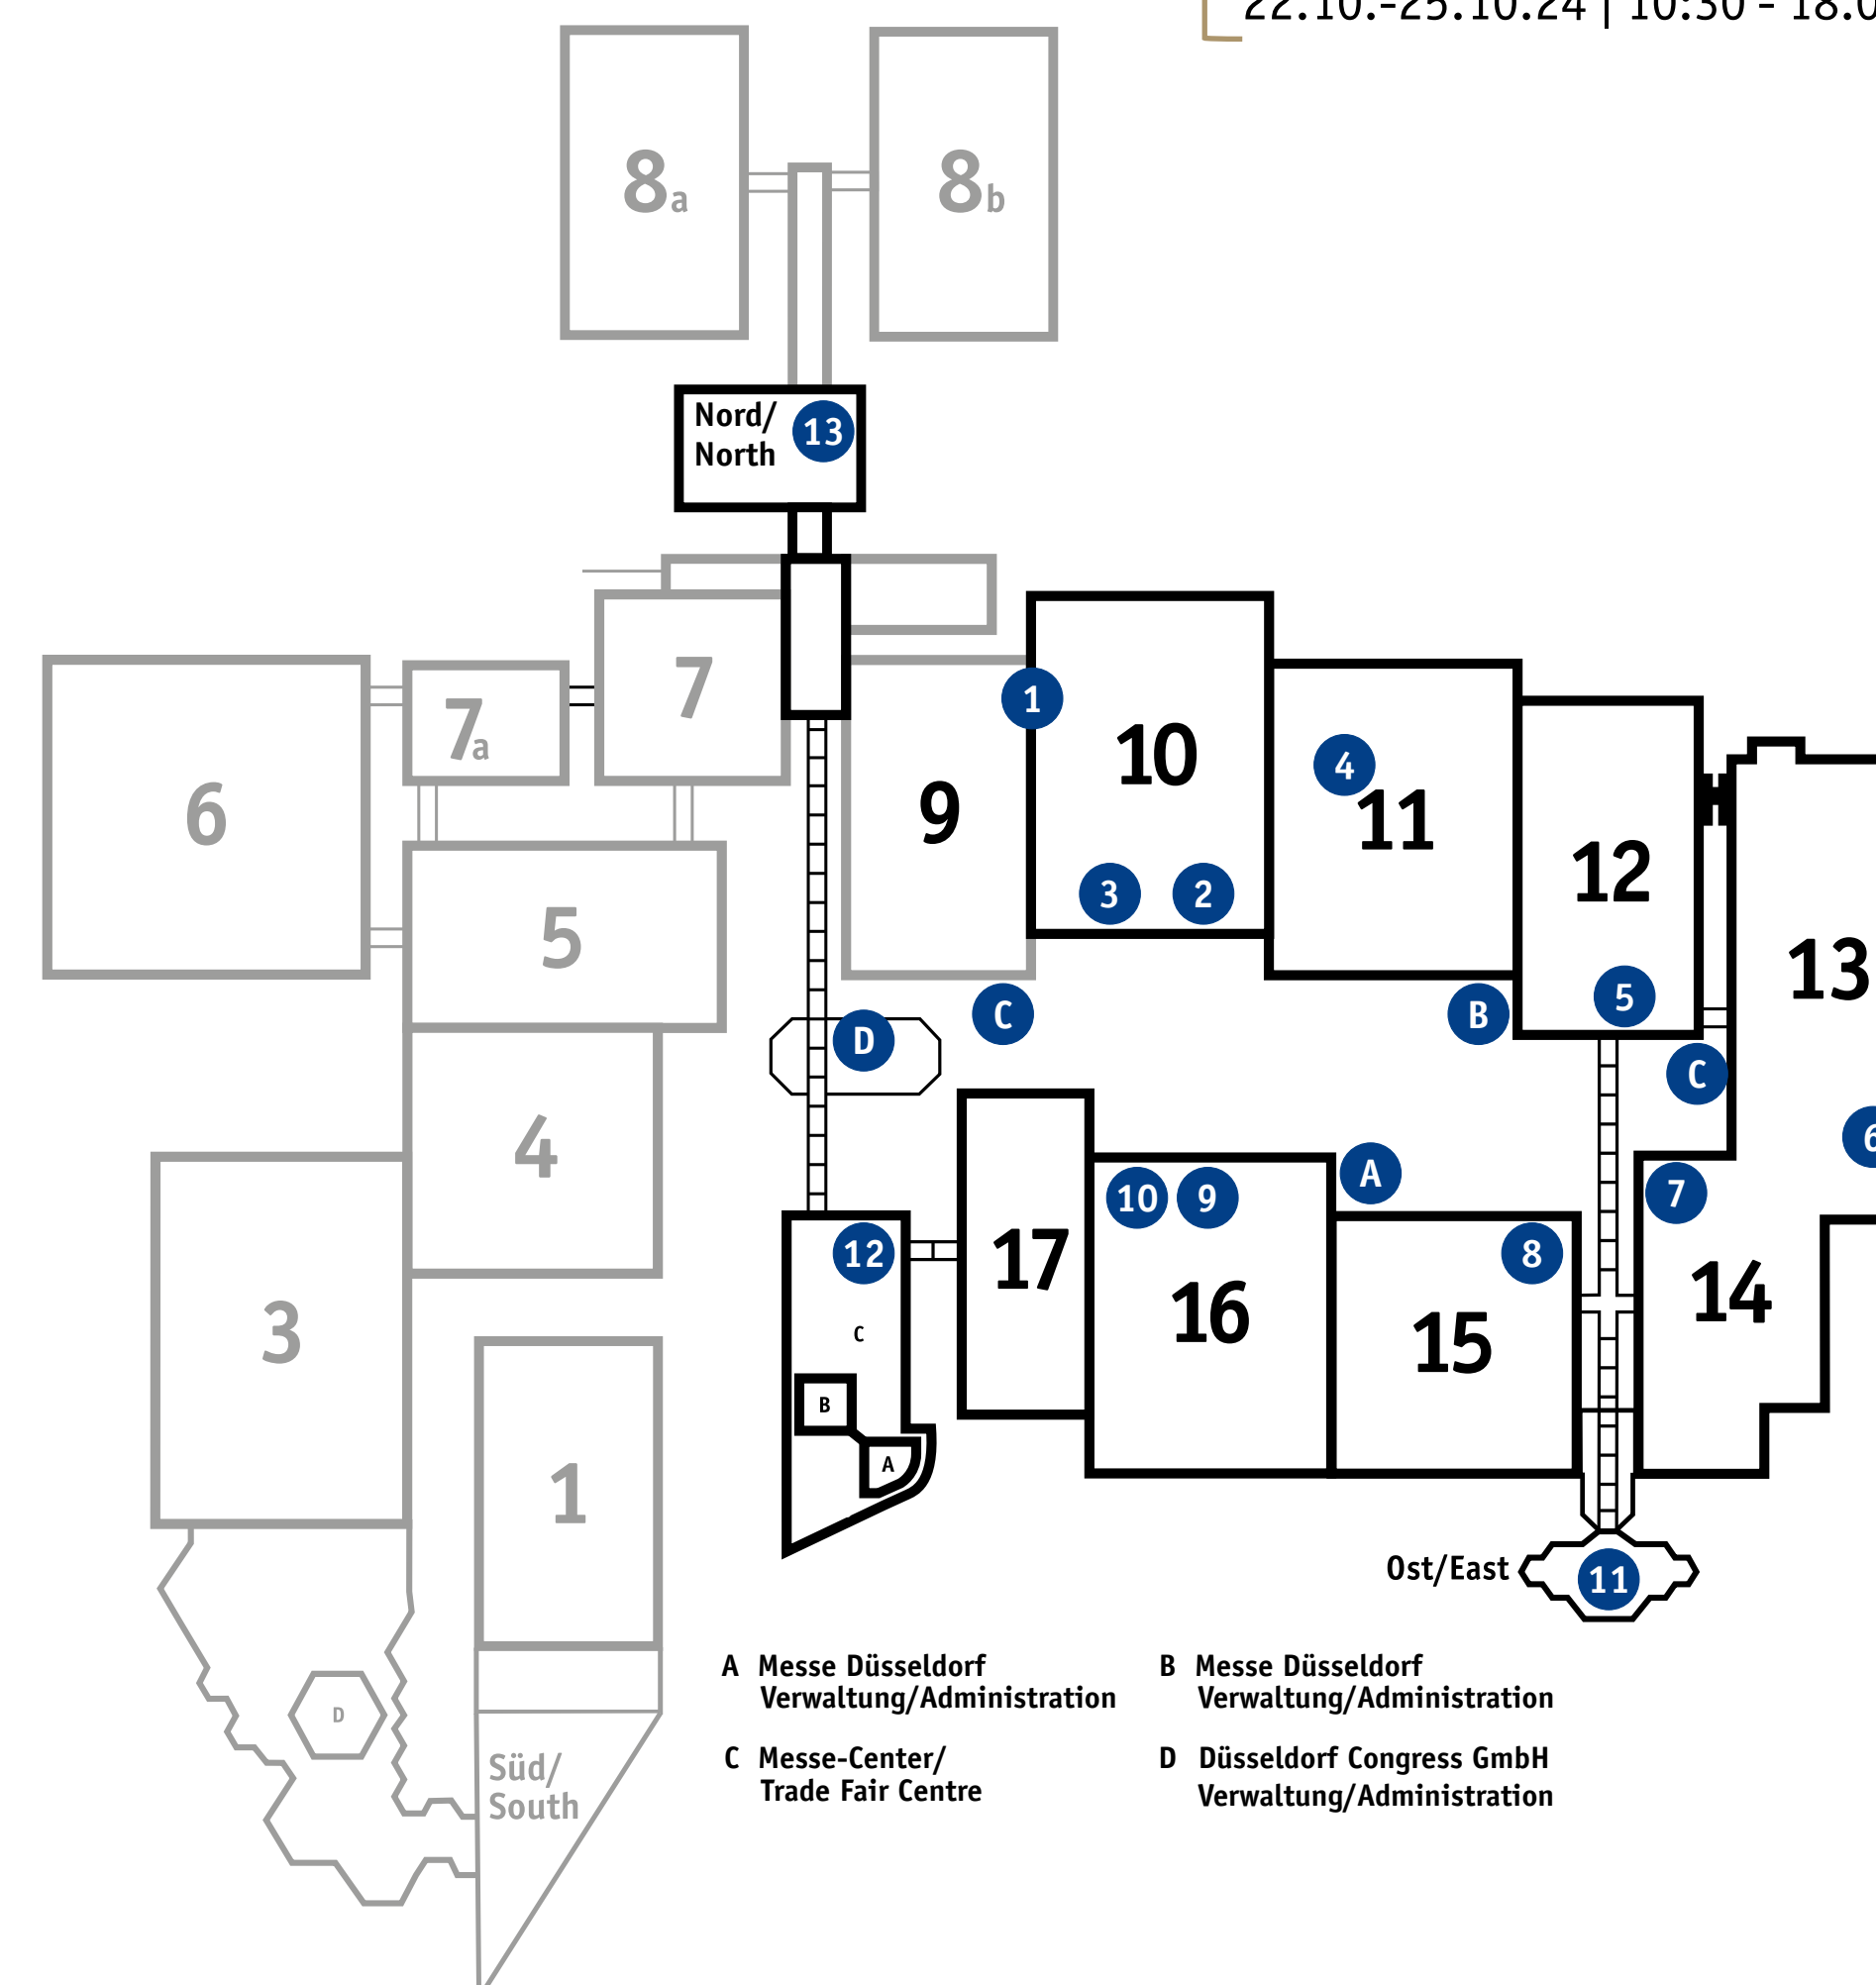 22.10.-25.10.24 | 10:30 - 18.0
8a
8b
Nord/
North
13
7
7a
6
1
10
4
11
9
12
3
2
5
13
5
C
B
D
C
4
6
A
7
10
9
12
17
8
16
14
15
3
C
B
A
1
Ost/East
11
A Messe Düsseldorf
Verwaltung/Administration
B Messe Düsseldorf
Verwaltung/Administration
C Messe-Center/
Trade Fair Centre
D Düsseldorf Congress GmbH
Verwaltung/Administration
D
Süd/
South